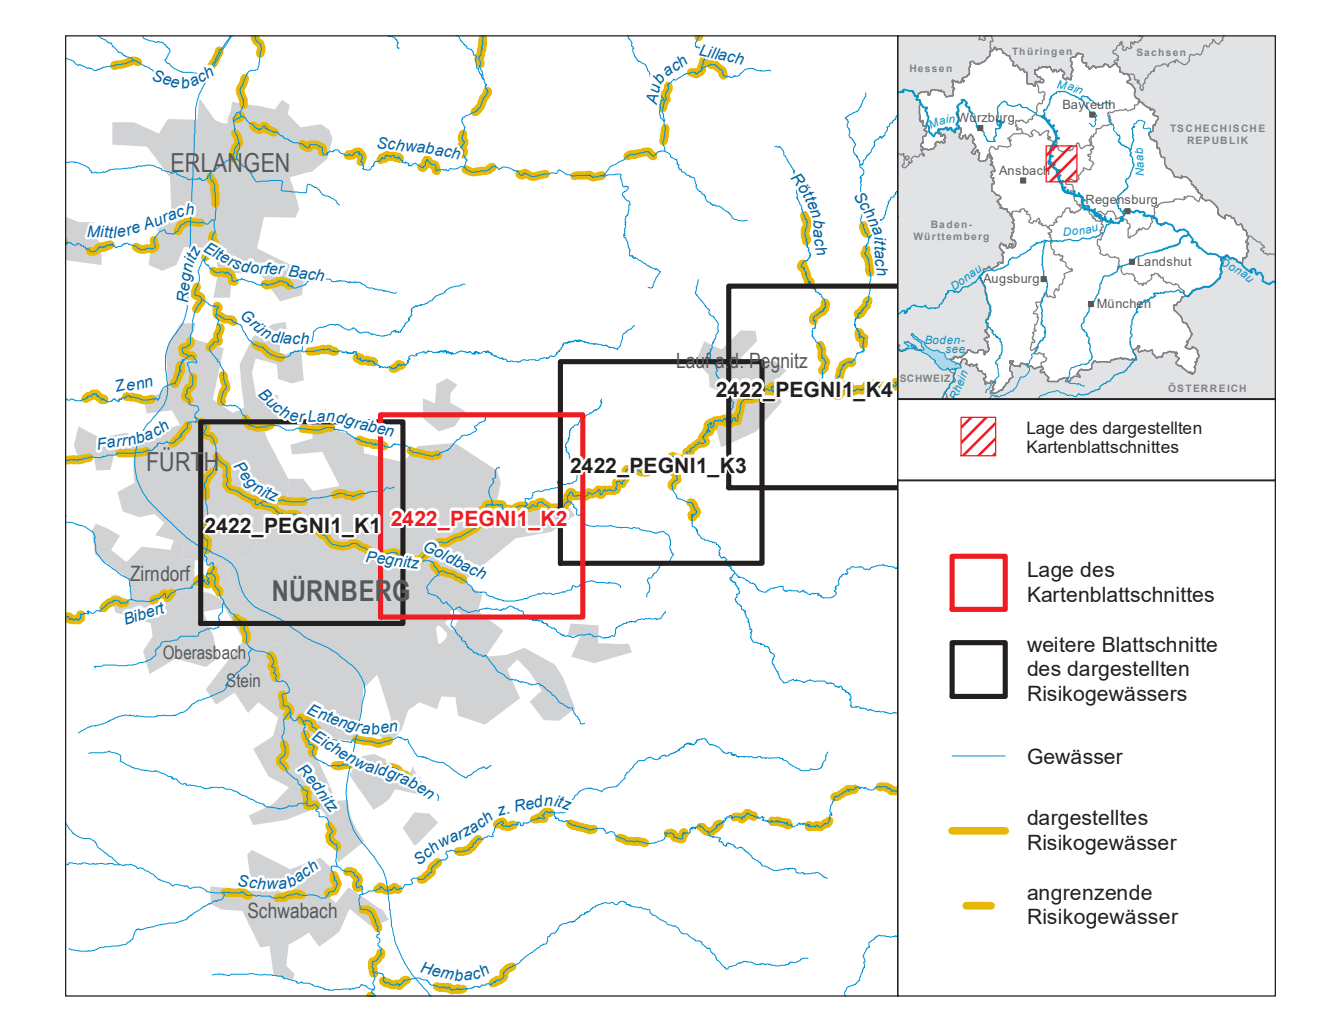 Seebach
Lillach
Aubach
ERLANGEN
Schwabach
Röttenbach
Schnaittach
Mittlere Aurach
Eltersdorfer Bach
Regnitz
Gründlach
Lauf a.d. Pegnitz
Zenn
2422_PEGNI1_K4
Bucher Landgraben
Farrnbach
FÜRTH
Pegnitz
2422_PEGNI1_K3
2422_PEGNI1_K1
2422_PEGNI1_K2
Pegnitz
Goldbach
Zirndorf
NÜRNBERG
Bibert
Oberasbach
Stein
Entengraben
Eichenwaldgraben
Rednitz
Schwarzach z. Rednitz
Schwabach
Schwabach
Hembach
Thüringen
Sachsen
Hessen
Main
Bayreuth
Main
Würzburg
TSCHECHISCHE
REPUBLIK
Naab
Ansbach
Regensburg
Baden-
Württemberg
Donau
Landshut
Donau
Donau
Augsburg
München
Boden-
see
SCHWEIZ
Rhein
ÖSTERREICH
Lage des dargestellten
Kartenblattschnittes
Lage des
Kartenblattschnittes
weitere Blattschnitte
des dargestellten
Risikogewässers
Gewässer
dargestelltes
Risikogewässer
angrenzende
Risikogewässer